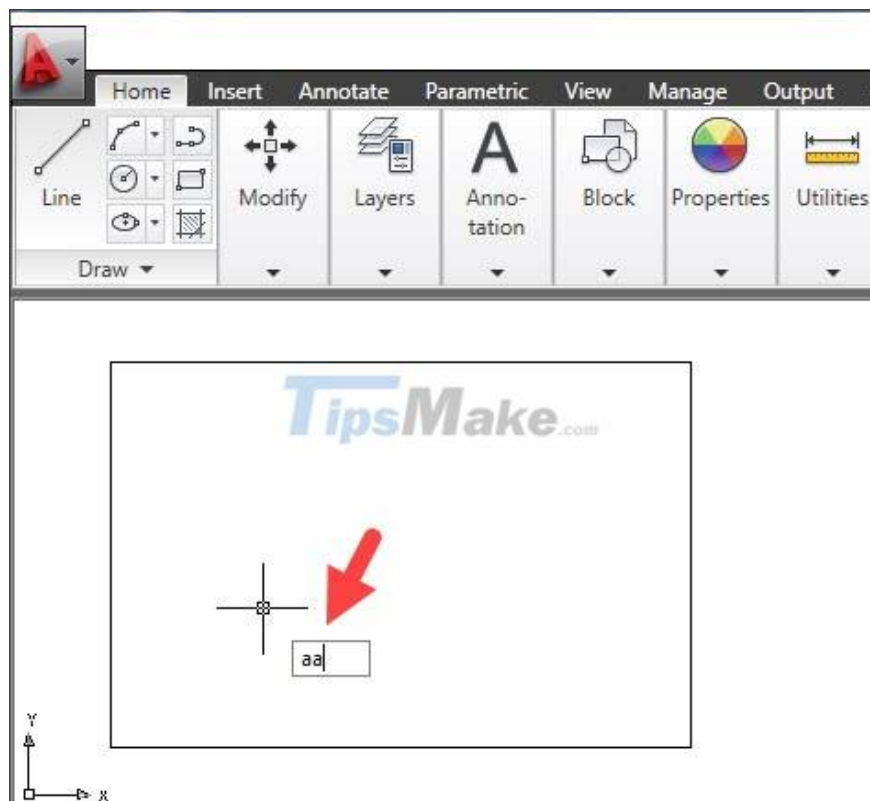 Home Insert Annotate Parametric View Manage Output
Line
Modify
Layers
Anno-
tation
Block
Properties
Utilities
Draw
TipsMake.com
aa
Y
X